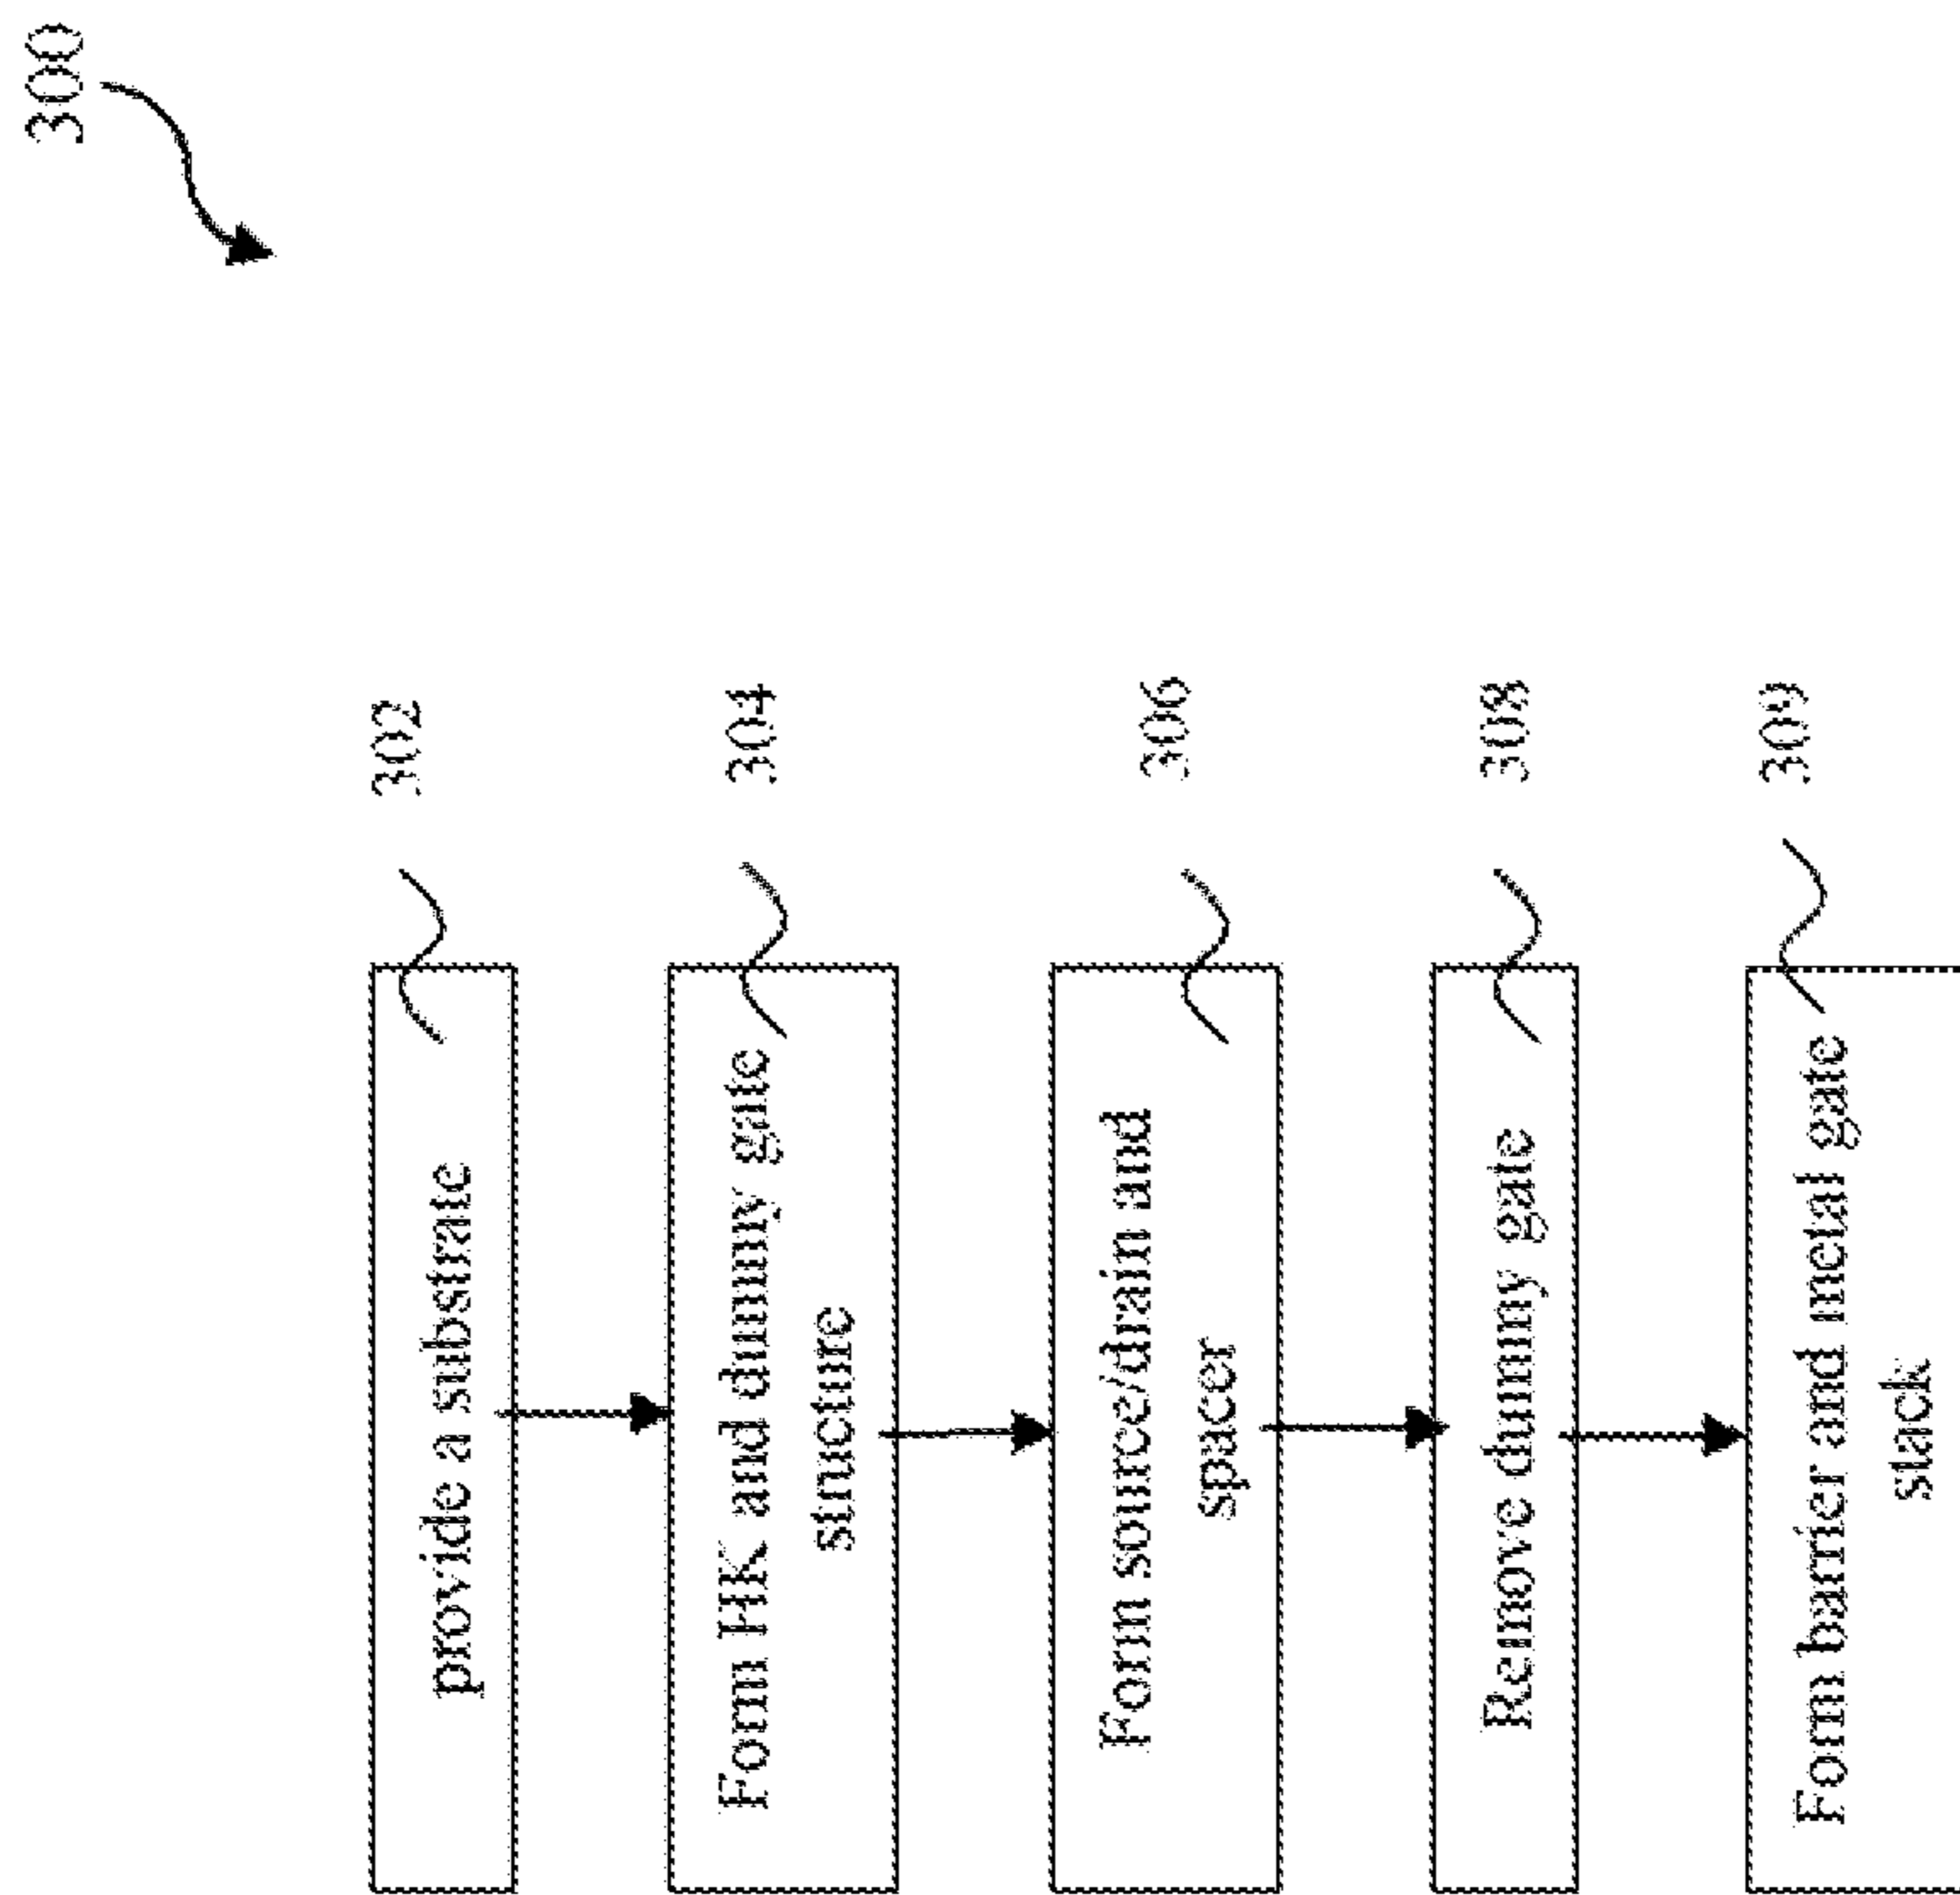 300
provide a substrate
302
Form HK and dummy gate
structure
304
Form source/drain and
spacer
306
Remove dummy gate
308
Form barrier and metal gate
stack
309